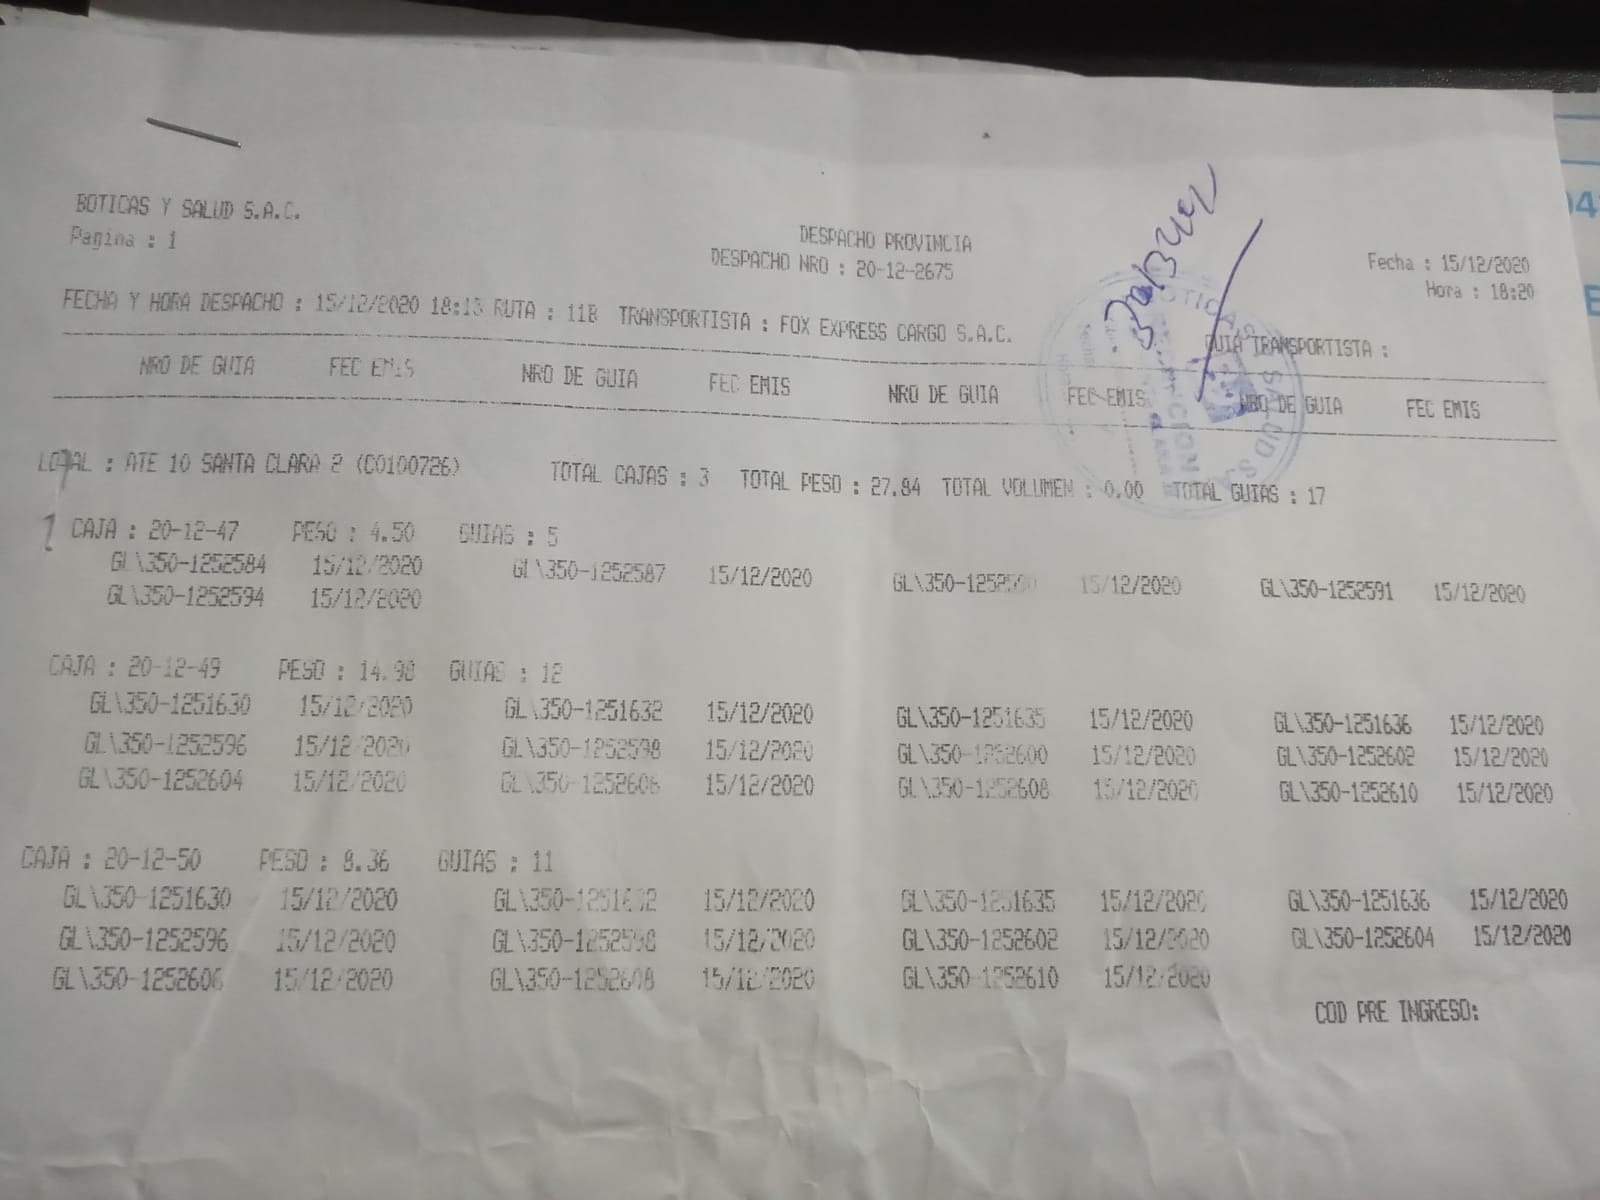 BOTICAS Y SALUD S.A.C.
Pagina : 1
DESPACHO PROVINCIA
DESPACHO NRO : 20-12-2675
Fecha : 15/12/2020
Hora : 18:20
FECHA Y HORA DESPACHO : 15/12/2020 18:13 RUTA : 11B TRANSPORTISTA : FOX EXPRESS CARGO S.A.C. GUIA TRANSPORTISTA :
NRO DE GUIA FEC EMIS NRO DE GUIA FEC EMIS NRO DE GUIA FEC EMIS NRO DE GUIA FEC EMIS
LOCAL : ATE 10 SANTA CLARA 2 (C0100726) TOTAL CAJAS : 3 TOTAL PESO : 27.84 TOTAL VOLUMEN : 0.00 TOTAL GUIAS : 17
CAJA : 20-12-47 PESO : 4.50 GUIAS : 5
GL\350-1252584 15/12/2020 GL\350-1252587 15/12/2020 15/12/2020 GL\350-1252591 15/12/2020
GL\350-1252594 15/12/2020
CAJA : 20-12-49 PESO : 14.98 GUIAS : 12
GL\350-1251630 15/12/2020 GL\350-1251632 15/12/2020 GL\350-1251635 15/12/2020 GL\350-1251636 15/12/2020
GL\350-1252596 15/12/2020 GL\350-1252598 15/12/2020 GL\350-1252600 15/12/2020 GL\350-1252602 15/12/2020
GL\350-1252604 15/12/2020 GL\350-1252606 15/12/2020 GL\350-1252608 15/12/2020 GL\350-1252610 15/12/2020
CAJA : 20-12-50 PESO : 8.36 GUIAS : 11
GL\350-1251630 15/12/2020 GL\350-1251632 15/12/2020 GL\350-1251635 15/12/2020 GL\350-1251636 15/12/2020
GL\350-1252596 15/12/2020 GL\350-1252598 15/12/2020 GL\350-1252602 15/12/2020 GL\350-1252604 15/12/2020
GL\350-1252606 15/12/2020 GL\350-1252608 15/12/2020 GL\350-1252610 15/12/2020
COD PRE INGRESO: